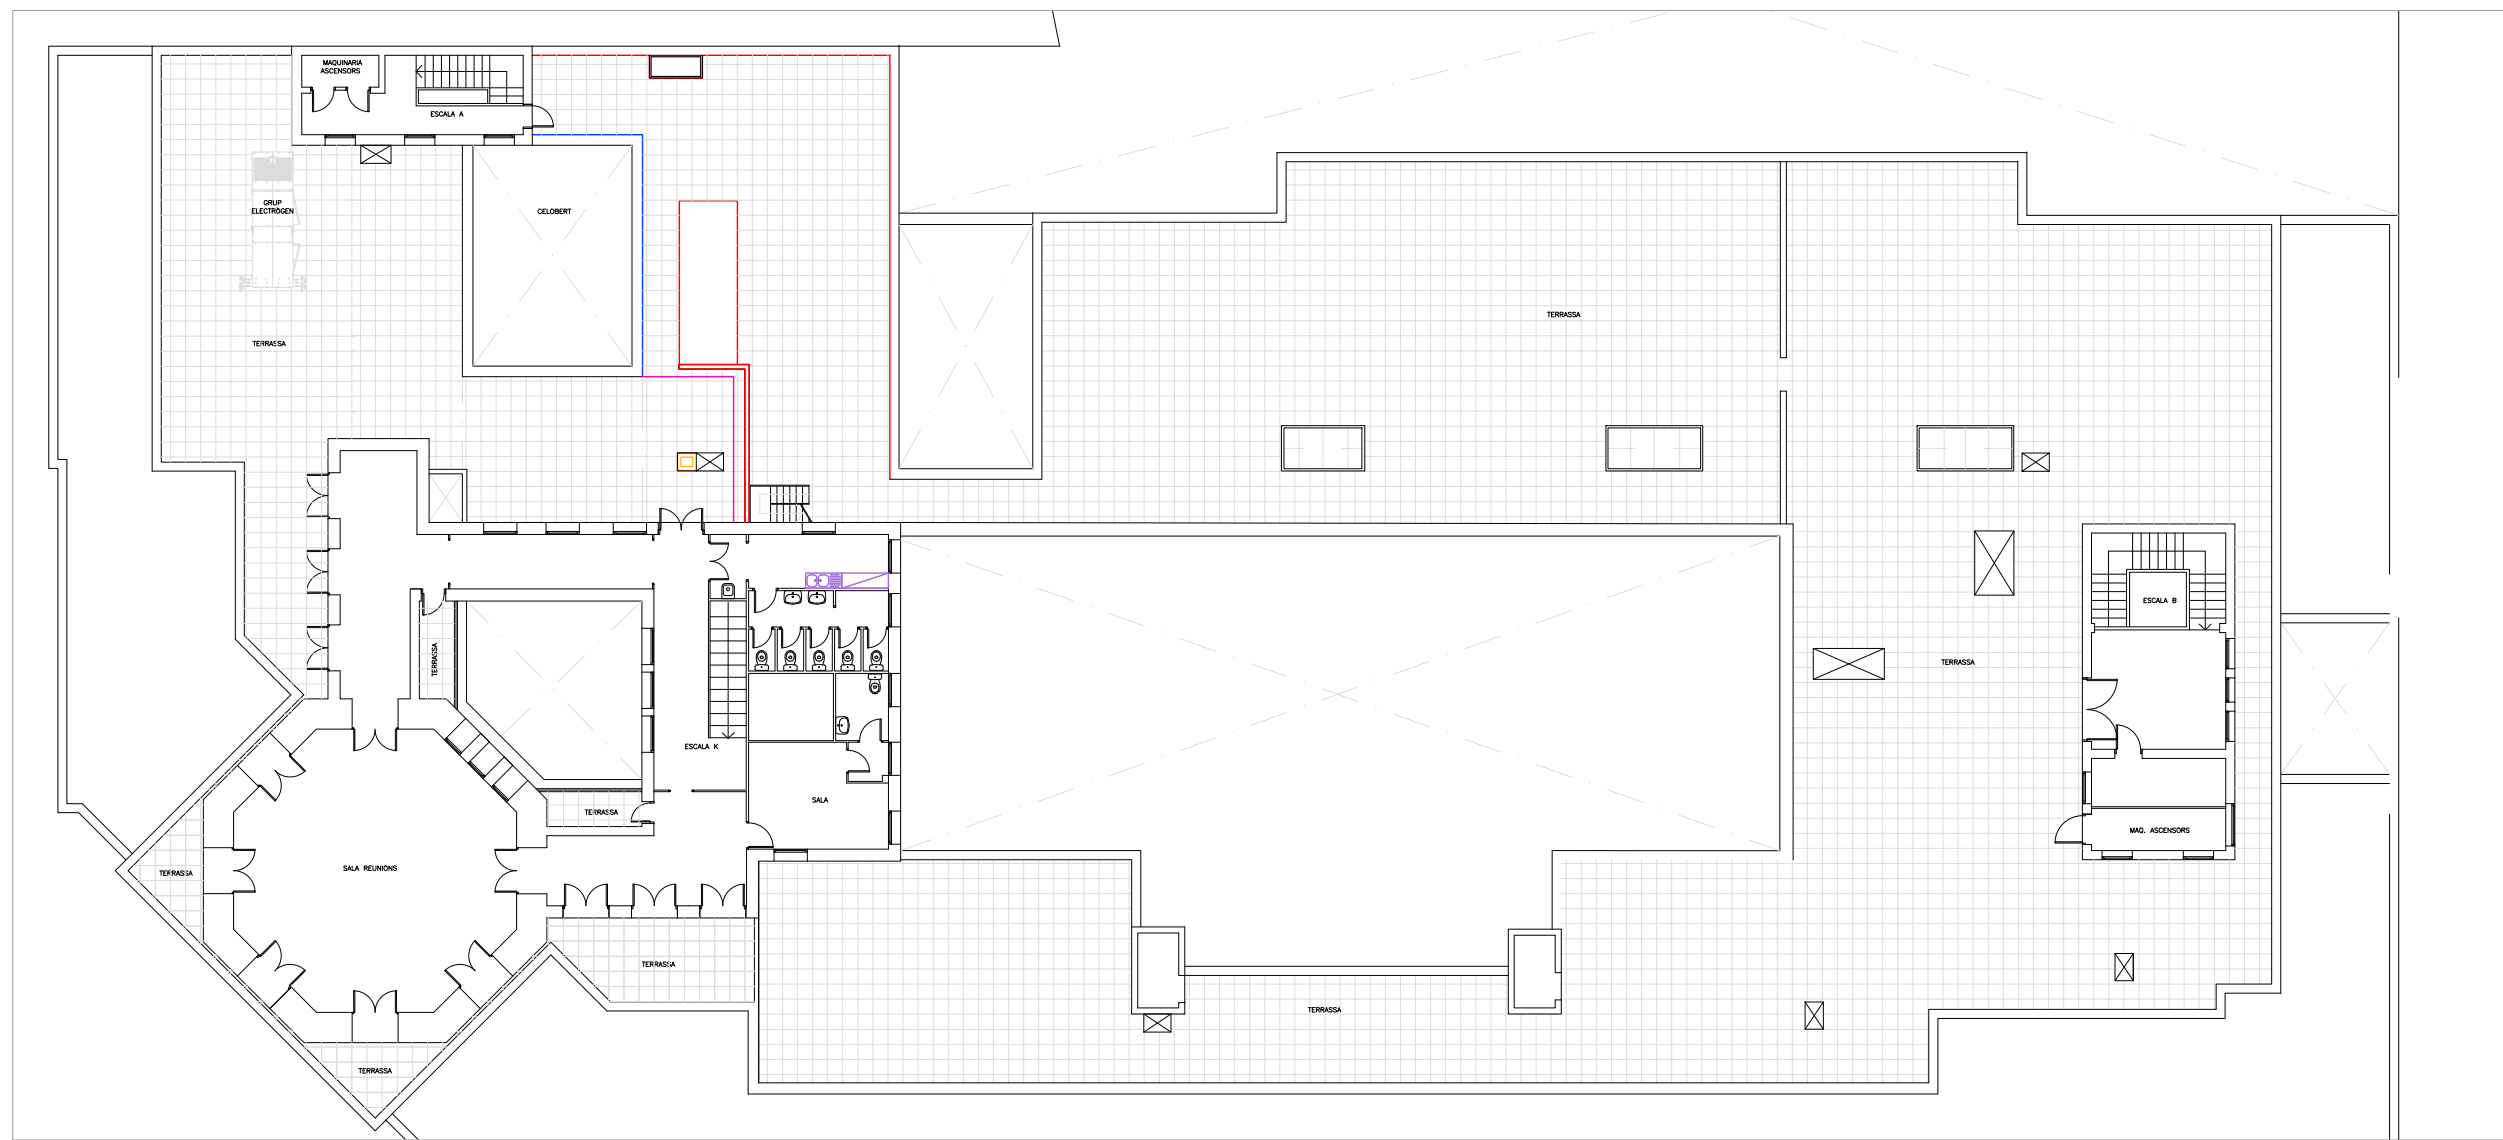 MAQUINARIA
ASCENSORS
ESCALA A
GRUP
ELECTRÒGEN
CELOBERT
TERRASSA
TERRASSA
ESCALA B
TERRASSA
TERRASSA
ESCALA K
TERRASSA
SALA
MAQ. ASCENSORS
SALA REUNIONS
TERRASSA
TERRASSA
TERRASSA
TERRASSA